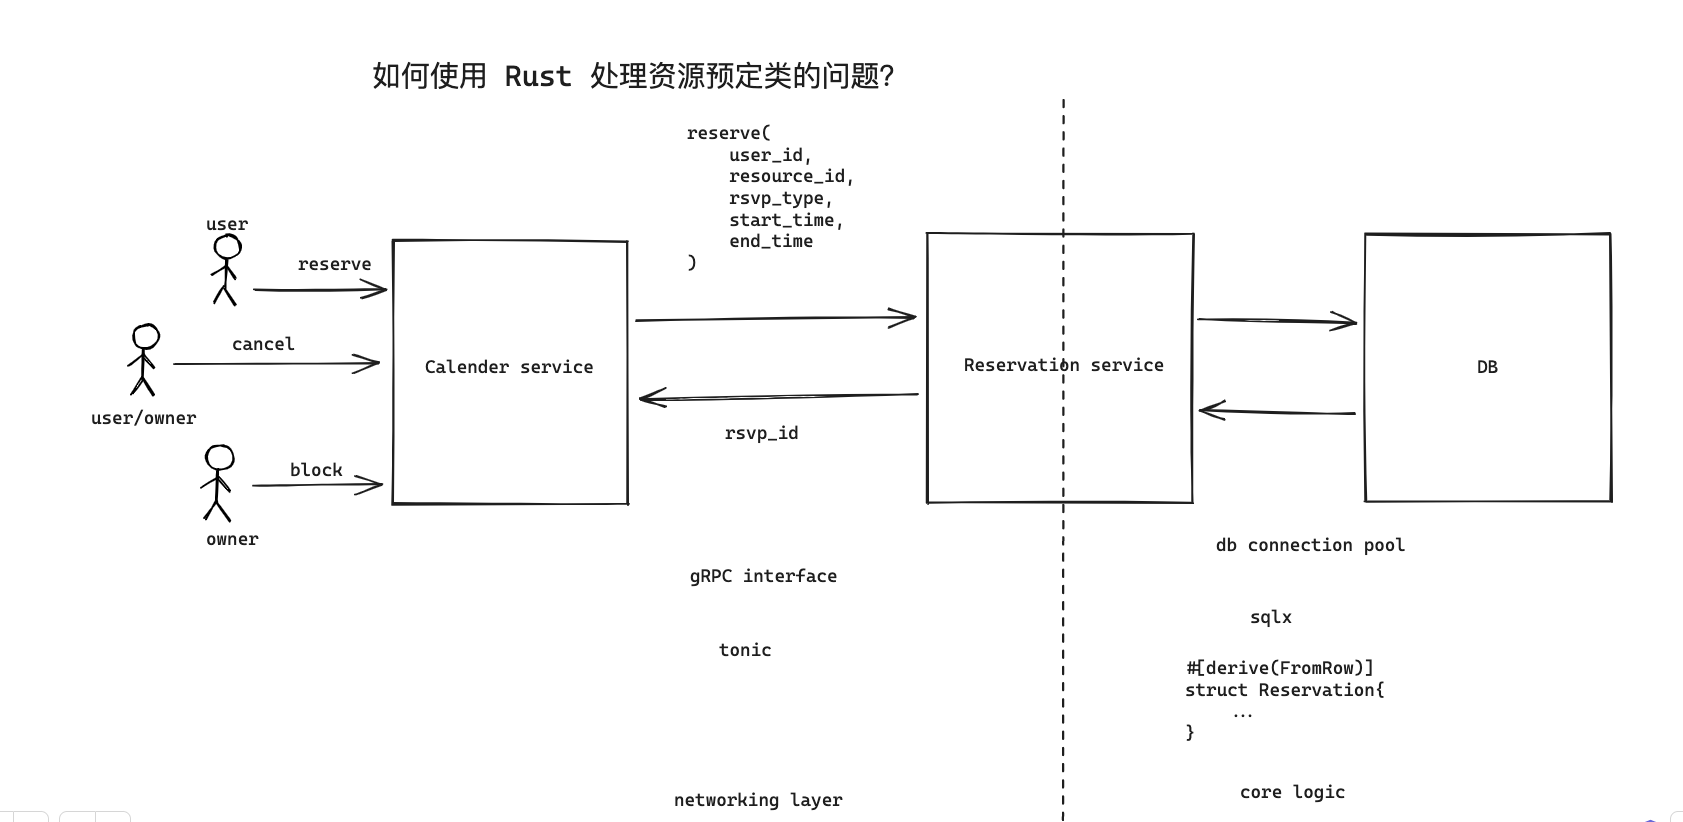 如何使用 Rust 处理资源预定类的问题?
reserve(
user_id,
resource_id,
rsvp_type,
start_time,
end_time
)
user
reserve
cancel
user/owner
block
owner
Calender service
rsvp_id
Reservation service
DB
gRPC interface
tonic
networking layer
db connection pool
sqlx
#[derive(FromRow)]
struct Reservation{
...
}
core logic